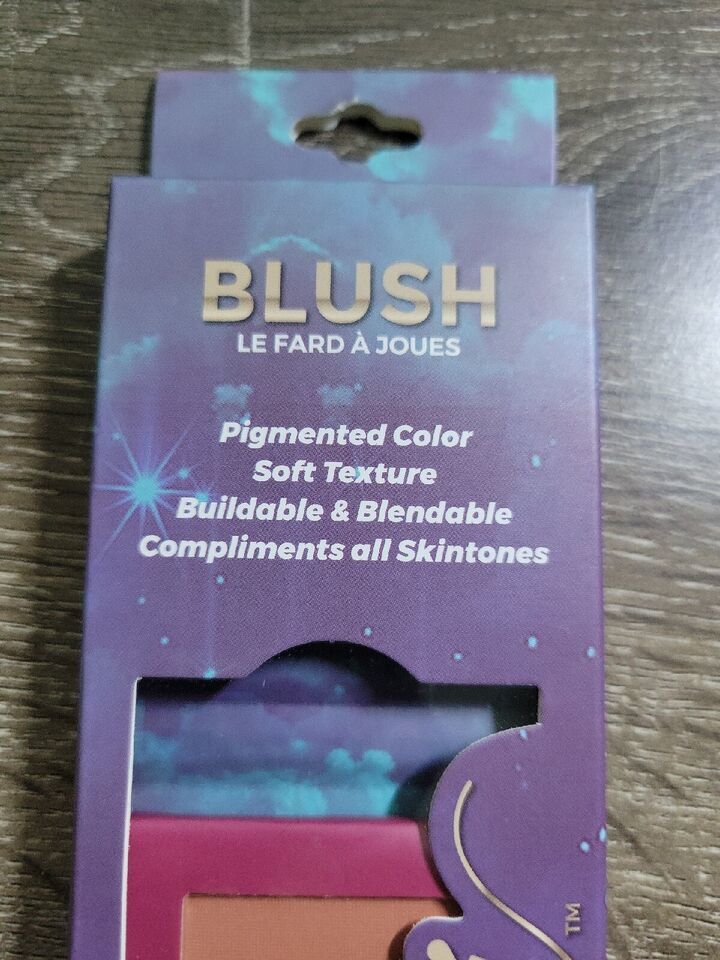 BLUSH
LE FARD À JOUES
Pigmented Color
Soft Texture
Buildable & Blendable
Compliments all Skintones
TM